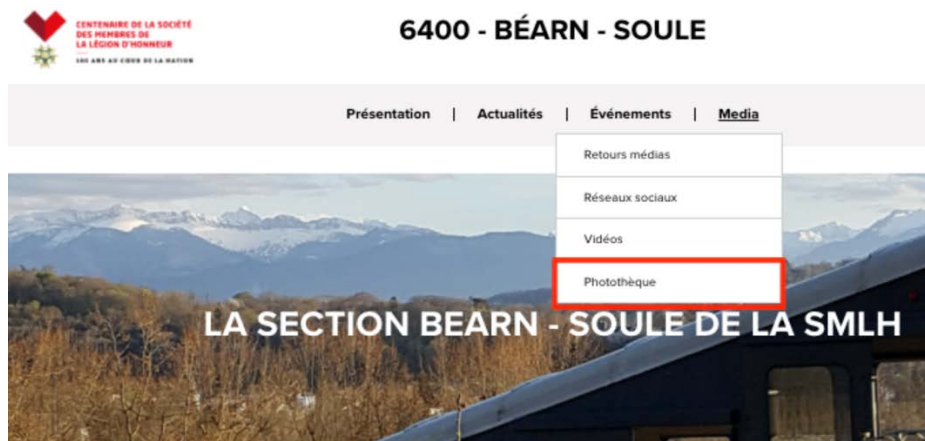 CENTENAIRE DE LA SOCIÉTÉ
DES MEMBRES DE
LA LÉGION D'HONNEUR
100 ANS AU CŒUR DE LA NATION
6400 - BÉARN - SOULE
Présentation | Actualités | Événements | Media
Retours médias
Réseaux sociaux
Vidéos
Photothèque
LA SECTION BEARN - SOULE DE LA SMLH